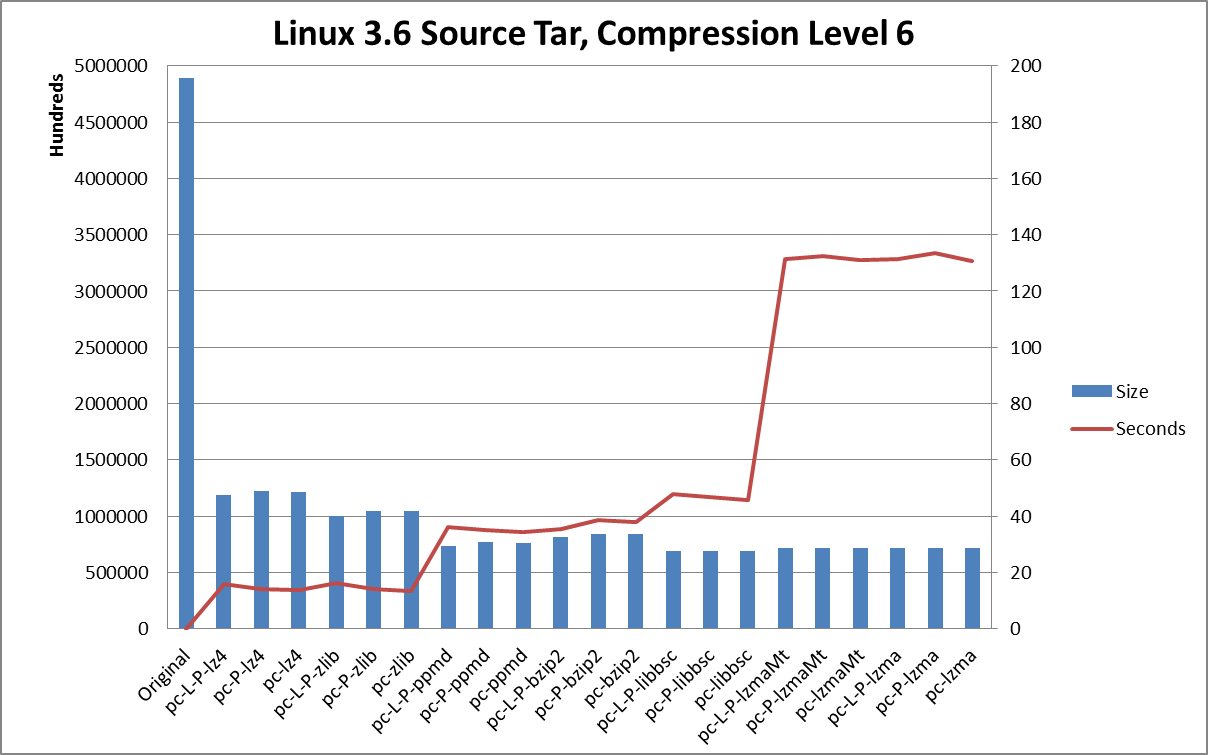 Linux 3.6 Source Tar, Compression Level 6
Hundreds
5000000
4500000
4000000
3500000
3000000
2500000
2000000
1500000
1000000
500000
0
200
180
160
140
120
100
80
60
40
20
0
Size
Seconds
Original
pc-L-P-lz4
pc-P-lz4
pc-lz4
pc-L-P-zlib
pc-P-zlib
pc-zlib
pc-L-P-ppmd
pc-P-ppmd
pc-ppmd
pc-L-P-bzip2
pc-P-bzip2
pc-bzip2
pc-L-P-libbsc
pc-P-libbsc
pc-libbsc
pc-L-P-lzmaMt
pc-P-lzmaMt
pc-lzmaMt
pc-L-P-lzma
pc-P-lzma
pc-lzma